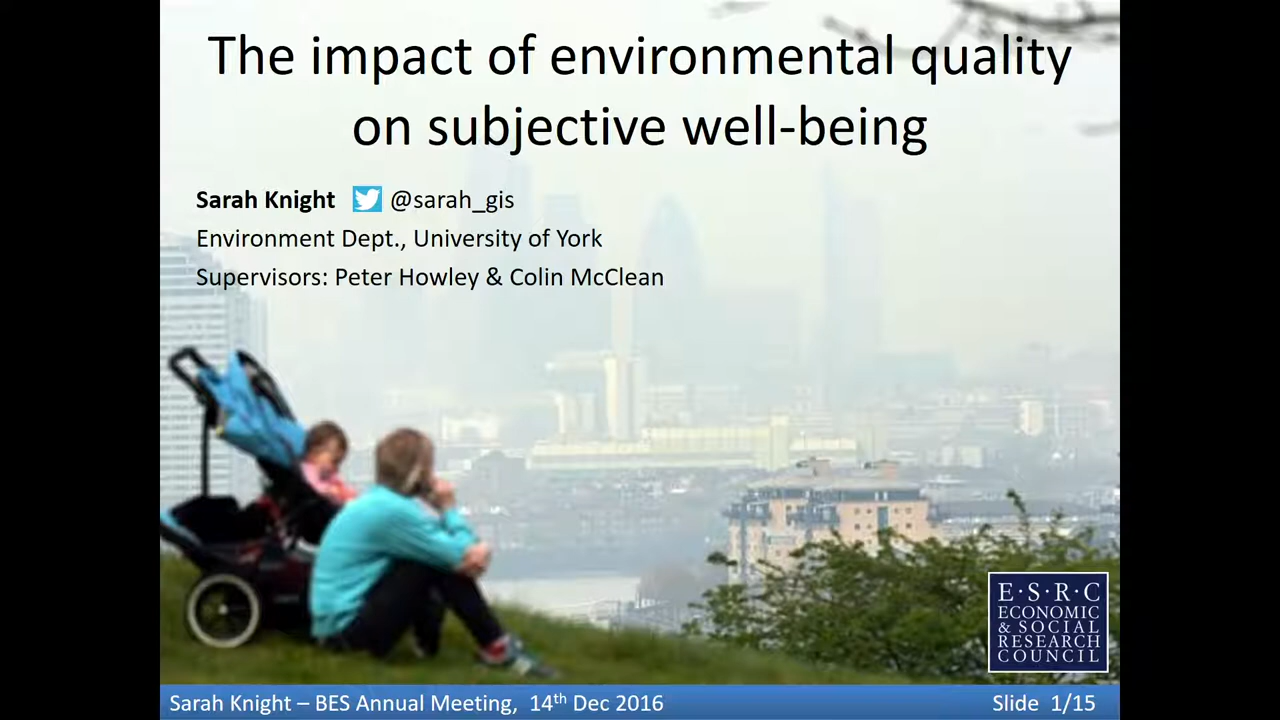 The impact of environmental quality
on subjective well-being
Sarah Knight @sarah_gis
Environment Dept., University of York
Supervisors: Peter Howley & Colin McClean
E·S·R·C
ECONOMIC
& SOCIAL
RESEARCH
COUNCIL
Sarah Knight – BES Annual Meeting, 14th Dec 2016
Slide 1/15